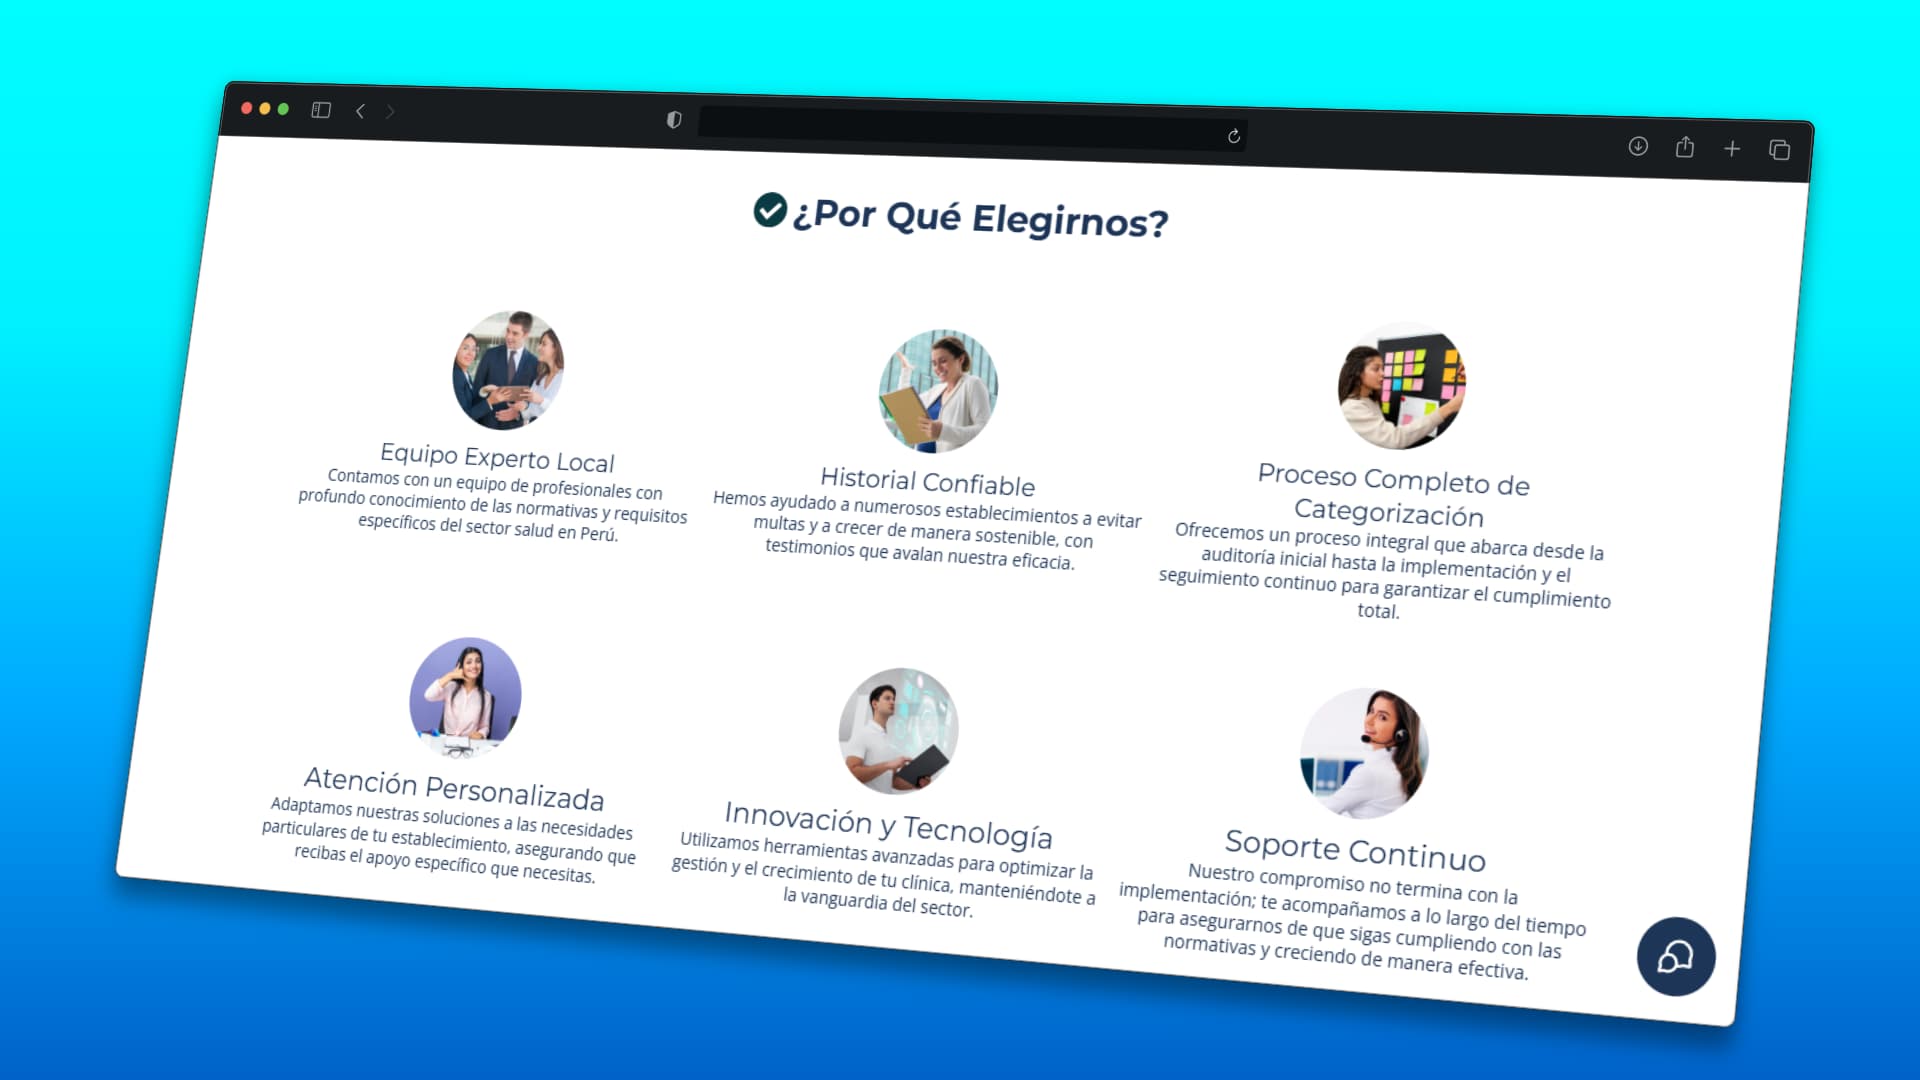 ¿Por Qué Elegirnos?
Equipo Experto Local
Contamos con un equipo de profesionales con
profundo conocimiento de las normativas y requisitos
específicos del sector salud en Perú.
Historial Confiable
Hemos ayudado a numerosos establecimientos a evitar
multas y a crecer de manera sostenible, con
testimonios que avalan nuestra eficacia.
Proceso Completo de
Categorización
Ofrecemos un proceso integral que abarca desde la
auditoría inicial hasta la implementación y el
seguimiento continuo para garantizar el cumplimiento
total.
Atención Personalizada
Adaptamos nuestras soluciones a las necesidades
particulares de tu establecimiento, asegurando que
recibas el apoyo específico que necesitas.
Innovación y Tecnología
Utilizamos herramientas avanzadas para optimizar la
gestión y el crecimiento de tu clínica, manteniéndote a
la vanguardia del sector.
Soporte Continuo
Nuestro compromiso no termina con la
implementación; te acompañamos a lo largo del tiempo
para asegurarnos de que sigas cumpliendo con las
normativas y creciendo de manera efectiva.